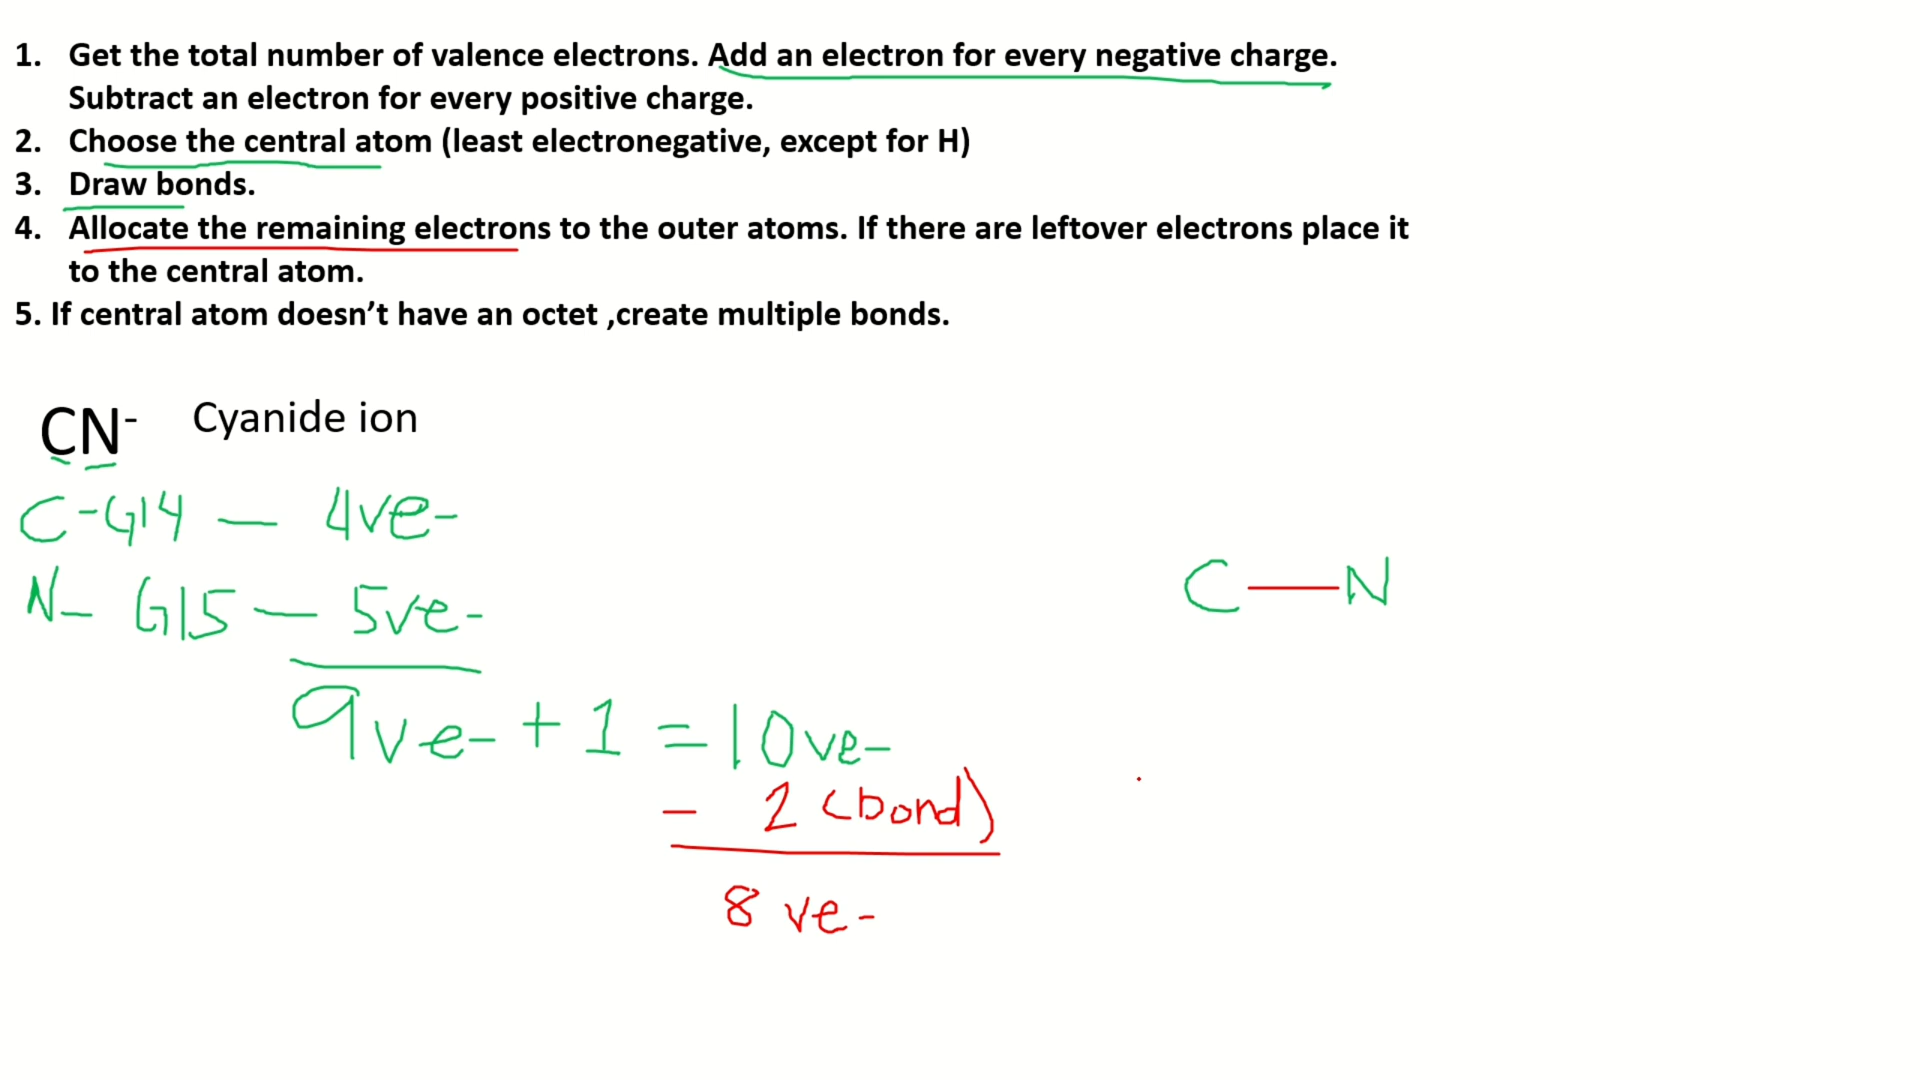 1. Get the total number of valence electrons. Add an electron for every negative charge.
Subtract an electron for every positive charge.
2. Choose the central atom (least electronegative, except for H)
3. Draw bonds.
4. Allocate the remaining electrons to the outer atoms. If there are leftover electrons place it
to the central atom.
5. If central atom doesn’t have an octet ,create multiple bonds.
CN- Cyanide ion
C-G14 — 4ve-
N- G15 — 5ve-
C—N
9ve- + 1 = 10ve-
- 2 (bond)
8 ve-